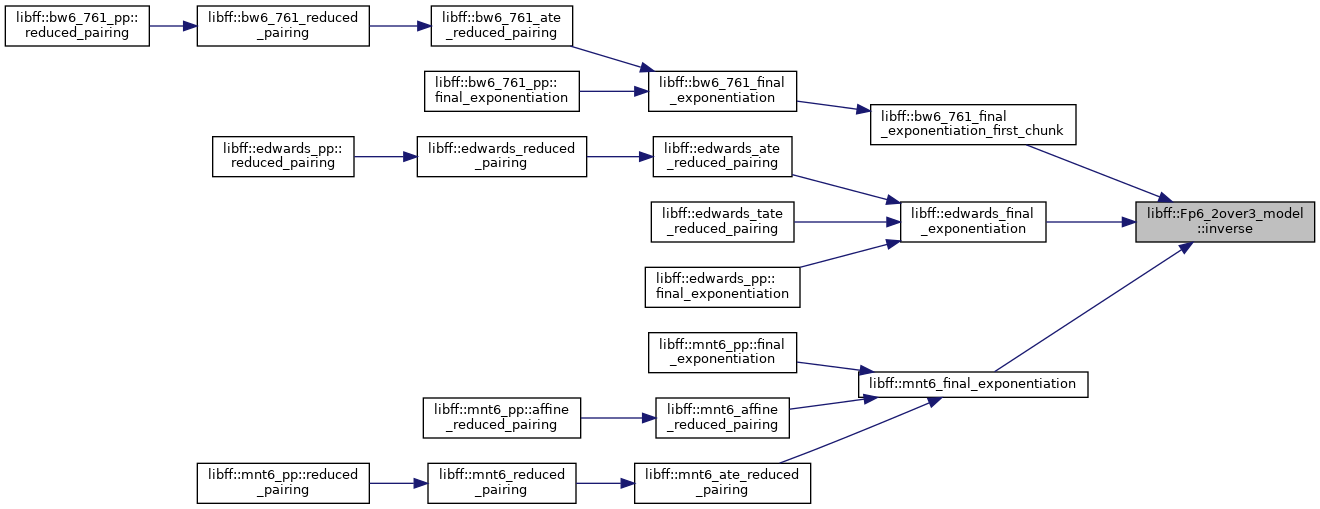 libff::bw6_761_pp::
reduced_pairing
libff::bw6_761_reduced
_pairing
libff::bw6_761_ate
_reduced_pairing
libff::bw6_761_pp::
final_exponentiation
libff::bw6_761_final
_exponentiation
libff::bw6_761_final
_exponentiation_first_chunk
libff::edwards_pp::
reduced_pairing
libff::edwards_reduced
_pairing
libff::edwards_ate
_reduced_pairing
libff::edwards_tate
_reduced_pairing
libff::edwards_final
_exponentiation
libff::Fp6_2over3_model
::inverse
libff::edwards_pp::
final_exponentiation
libff::mnt6_pp::final
_exponentiation
libff::mnt6_final_exponentiation
libff::mnt6_pp::affine
_reduced_pairing
libff::mnt6_affine
_reduced_pairing
libff::mnt6_pp::reduced
_pairing
libff::mnt6_reduced
_pairing
libff::mnt6_ate_reduced
_pairing